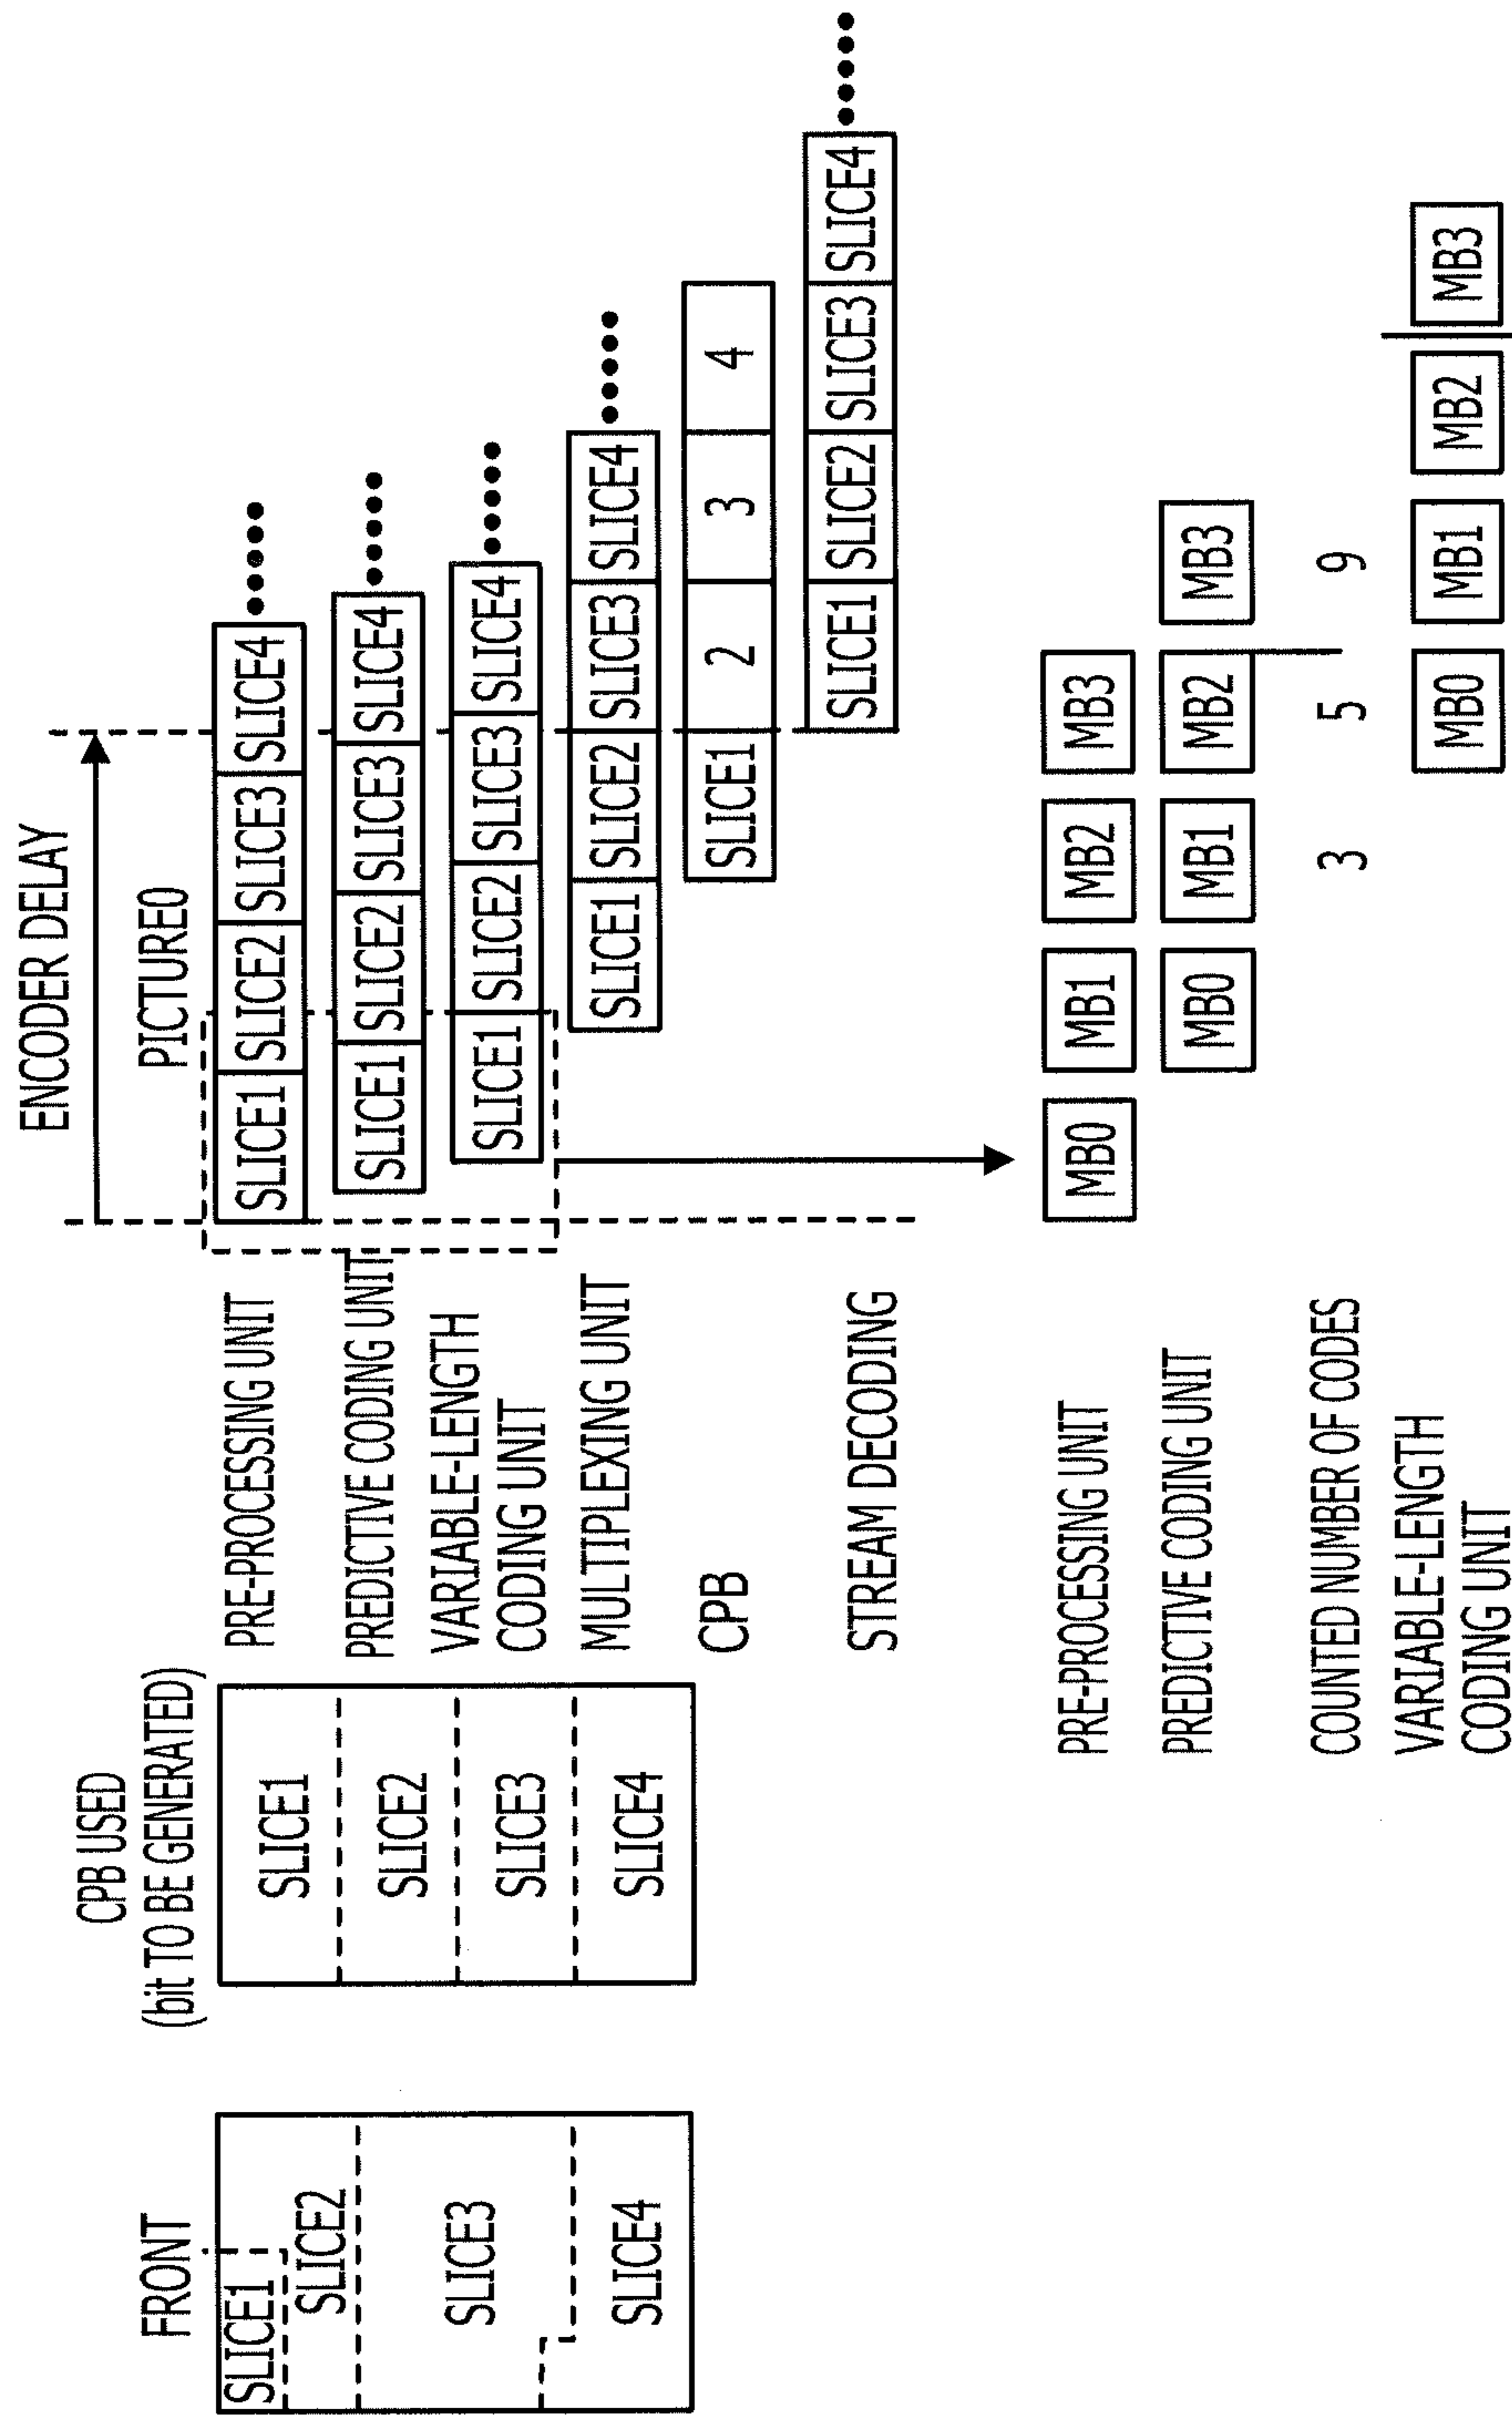 FRONT
SLICE1
SLICE2
SLICE3
SLICE4
CPB USED
(bit TO BE GENERATED)
SLICE1
SLICE2
SLICE3
SLICE4
ENCODER DELAY
PICTURE0
PRE-PROCESSING UNIT
SLICE1 SLICE2 SLICE3 SLICE4
PREDICTIVE CODING UNIT
SLICE1 SLICE2 SLICE3 SLICE4
VARIABLE-LENGTH
CODING UNIT
SLICE1 SLICE2 SLICE3 SLICE4
MULTIPLEXING UNIT
SLICE1 SLICE2 SLICE3 SLICE4
CPB
SLICE1 2 3 4
STREAM DECODING
SLICE1 SLICE2 SLICE3 SLICE4
PRE-PROCESSING UNIT
MB0 MB1 MB2 MB3
PREDICTIVE CODING UNIT
MB0 MB1 MB2 MB3
COUNTED NUMBER OF CODES
3 5 9
VARIABLE-LENGTH
CODING UNIT
MB0 MB1 MB2 MB3